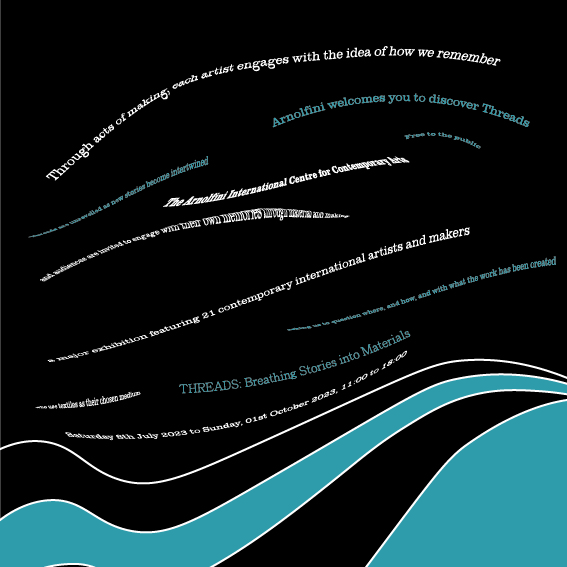 Through acts of making, each artist engages with the idea of how we remember
Arnolfini welcomes you to discover Threads
Free to the public
Threads are unravelled as new stories become intertwined
The Arnolfini International Centre for Contemporary Arts
and audiences are invited to engage with their own memories through material and making
a major exhibition featuring 21 contemporary international artists and makers
us to question where, and how, and with what the work has been created
THREADS: Breathing Stories into Materials
who use textiles as their chosen medium
Saturday 8th July 2023 to Sunday, 01st October 2023, 11:00 to 18:00